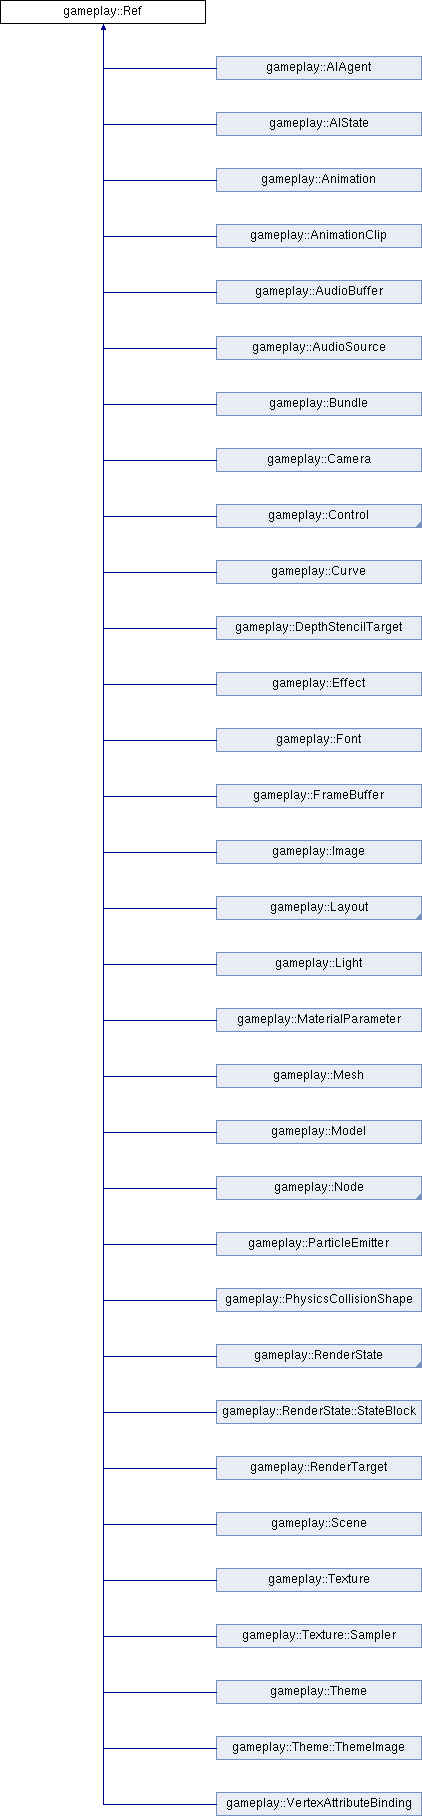 gameplay::Ref
gameplay::AIAgent
gameplay::AIState
gameplay::Animation
gameplay::AnimationClip
gameplay::AudioBuffer
gameplay::AudioSource
gameplay::Bundle
gameplay::Camera
gameplay::Control
gameplay::Curve
gameplay::DepthStencilTarget
gameplay::Effect
gameplay::Font
gameplay::FrameBuffer
gameplay::Image
gameplay::Layout
gameplay::Light
gameplay::MaterialParameter
gameplay::Mesh
gameplay::Model
gameplay::Node
gameplay::ParticleEmitter
gameplay::PhysicsCollisionShape
gameplay::RenderState
gameplay::RenderState::StateBlock
gameplay::RenderTarget
gameplay::Scene
gameplay::Texture
gameplay::Texture::Sampler
gameplay::Theme
gameplay::Theme::ThemeImage
gameplay::VertexAttributeBinding